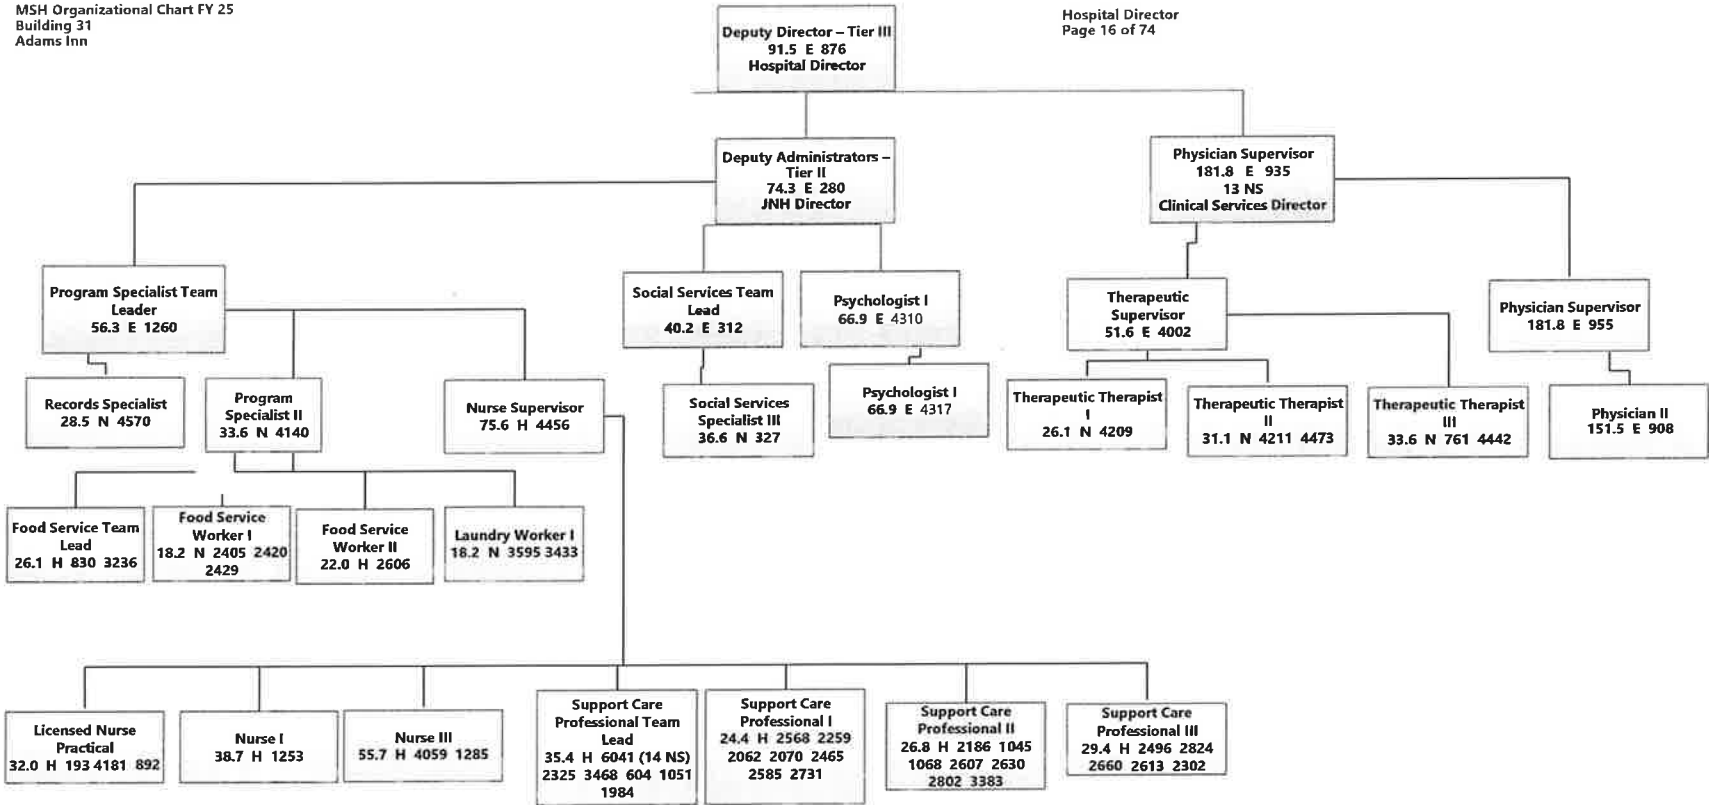 MSH Organizational Chart FY 25
Building 31
Adams Inn
Hospital Director
Page 16 of 74
Deputy Director – Tier III
91.5 E 876
Hospital Director
Deputy Administrators –
Tier II
74.3 E 280
JNH Director
Physician Supervisor
181.8 E 935
13 NS
Clinical Services Director
Program Specialist Team
Leader
56.3 E 1260
Social Services Team
Lead
40.2 E 312
Psychologist I
66.9 E 4310
Therapeutic
Supervisor
51.6 E 4002
Physician Supervisor
181.8 E 955
Records Specialist
28.5 N 4570
Program
Specialist II
33.6 N 4140
Nurse Supervisor
75.6 H 4456
Social Services
Specialist III
36.6 N 327
Psychologist I
66.9 E 4317
Therapeutic Therapist
I
26.1 N 4209
Therapeutic Therapist
II
31.1 N 4211 4473
Therapeutic Therapist
III
33.6 N 761 4442
Physician II
151.5 E 908
Food Service Team
Lead
26.1 H 830 3236
Food Service
Worker I
18.2 N 2405 2420
2429
Food Service
Worker II
22.0 H 2606
Laundry Worker I
18.2 N 3595 3433
Licensed Nurse
Practical
32.0 H 193 4181 892
Nurse I
38.7 H 1253
Nurse III
55.7 H 4059 1285
Support Care
Professional Team
Lead
35.4 H 6041 (14 NS)
2325 3468 604 1051
1984
Support Care
Professional I
24.4 H 2568 2259
2062 2070 2465
2585 2731
Support Care
Professional II
26.8 H 2186 1045
1068 2607 2630
2802 3383
Support Care
Professional III
29.4 H 2496 2824
2660 2613 2302